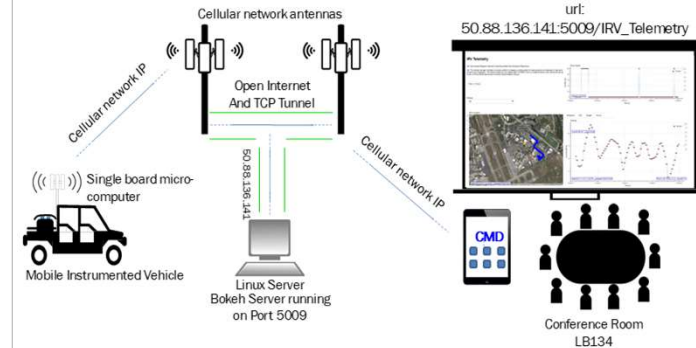 Cellular network antennas
url:
50.88.136.141:5009/IRV_Telemetry
Open Internet
And TCP Tunnel
Cellular network IP
Cellular network IP
50.88.136.141
Single board micro-
computer
Mobile Instrumented Vehicle
Linux Server
Bokeh Server running
on Port 5009
IRV Telemetry
CMD
Conference Room
LB134